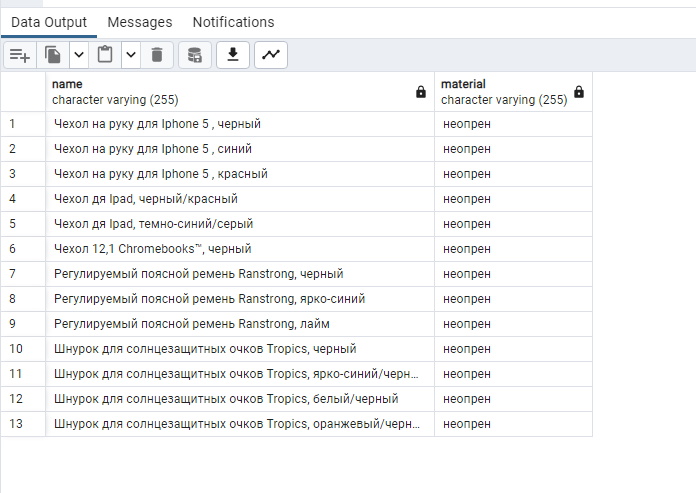 Data Output Messages Notifications
name material
character varying (255) character varying (255)
1 Чехол на руку для Iphone 5 , черный неопрен
2 Чехол на руку для Iphone 5 , синий неопрен
3 Чехол на руку для Iphone 5 , красный неопрен
4 Чехол дя Ipad, черный/красный неопрен
5 Чехол дя Ipad, темно-синий/серый неопрен
6 Чехол 12,1 Chromebooks™, черный неопрен
7 Регулируемый поясной ремень Ranstrong, черный неопрен
8 Регулируемый поясной ремень Ranstrong, ярко-синий неопрен
9 Регулируемый поясной ремень Ranstrong, лайм неопрен
10 Шнурок для солнцезащитных очков Tropics, черный неопрен
11 Шнурок для солнцезащитных очков Tropics, ярко-синий/черн... неопрен
12 Шнурок для солнцезащитных очков Tropics, белый/черный неопрен
13 Шнурок для солнцезащитных очков Tropics, оранжевый/черн... неопрен